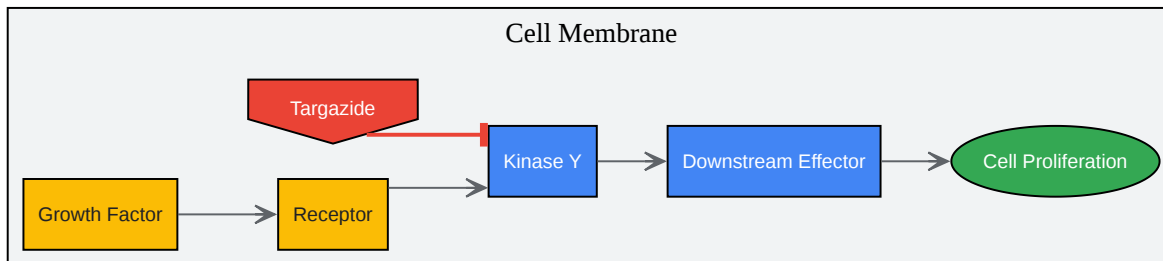 Cell Membrane
Targazide
Kinase Y
Downstream Effector
Cell Proliferation
Growth Factor
Receptor